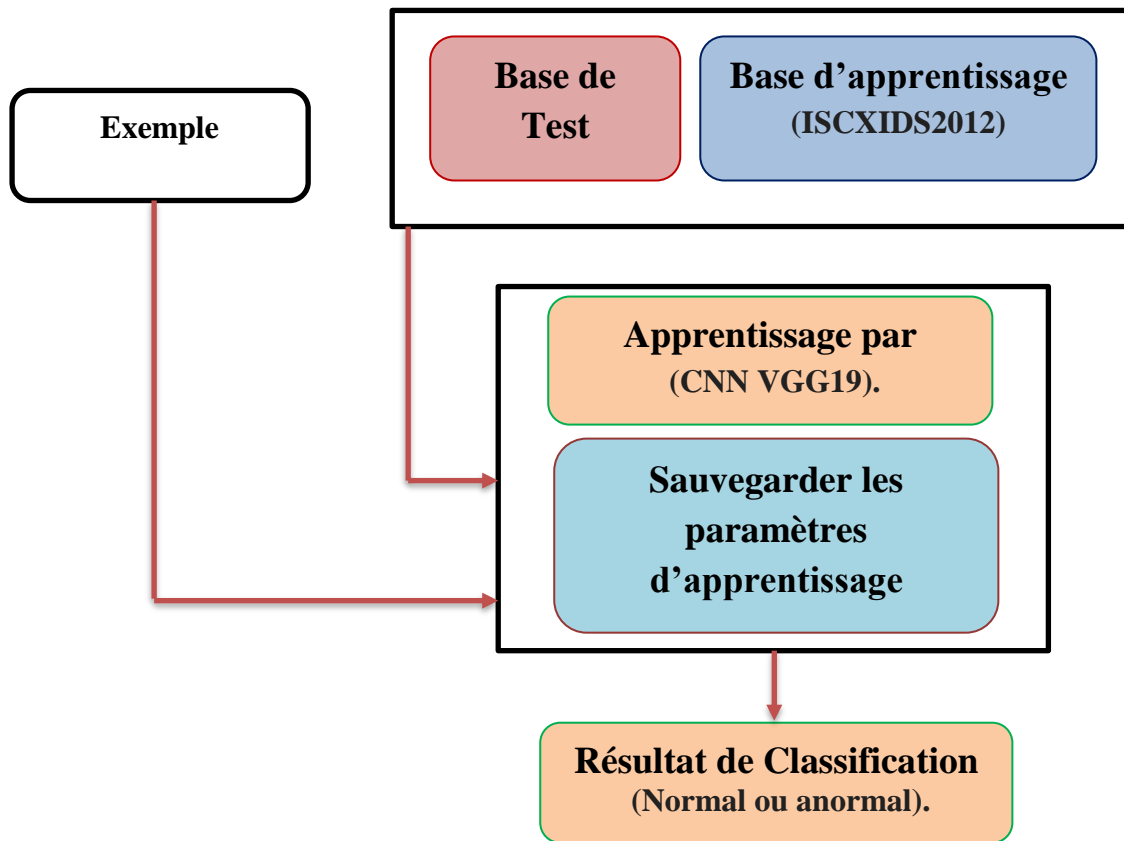 Exemple
Base de
Test
Base d’apprentissage
(ISCXIDS2012)
Apprentissage par
(CNN VGG19).
Sauvegarder les
paramètres
d’apprentissage
Résultat de Classification
(Normal ou anormal).